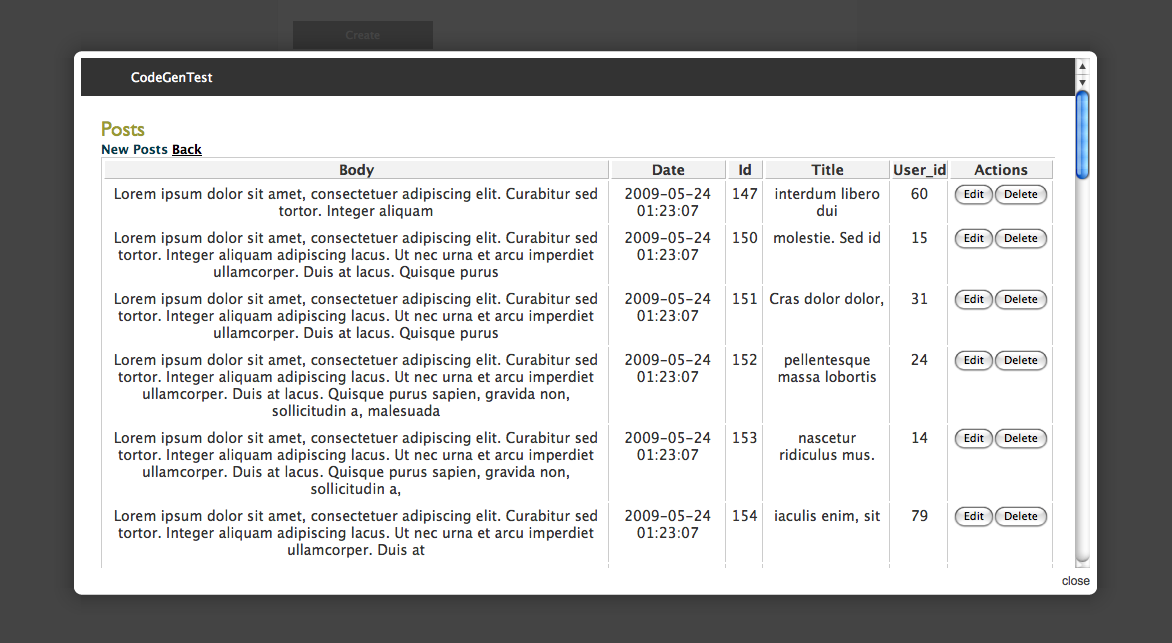 Create
CodeGenTest
Posts
New Posts Back
Body Date Id Title User_id Actions
Lorem ipsum dolor sit amet, consectetuer adipiscing elit. Curabitur sed 2009-05-24 147 interdum libero 60 Edit Delete
tortor. Integer aliquam 01:23:07 dui
Lorem ipsum dolor sit amet, consectetuer adipiscing elit. Curabitur sed 2009-05-24 150 molestie. Sed id 15 Edit Delete
tortor. Integer aliquam adipiscing lacus. Ut nec urna et arcu imperdiet 01:23:07
ullamcorper. Duis at lacus. Quisque purus
Lorem ipsum dolor sit amet, consectetuer adipiscing elit. Curabitur sed 2009-05-24 151 Cras dolor dolor, 31 Edit Delete
tortor. Integer aliquam adipiscing lacus. Ut nec urna et arcu imperdiet 01:23:07
ullamcorper. Duis at lacus. Quisque purus
Lorem ipsum dolor sit amet, consectetuer adipiscing elit. Curabitur sed 2009-05-24 152 pellentesque 24 Edit Delete
tortor. Integer aliquam adipiscing lacus. Ut nec urna et arcu imperdiet 01:23:07 massa lobortis
ullamcorper. Duis at lacus. Quisque purus sapien, gravida non,
sollicitudin a, malesuada
Lorem ipsum dolor sit amet, consectetuer adipiscing elit. Curabitur sed 2009-05-24 153 nascetur 14 Edit Delete
tortor. Integer aliquam adipiscing lacus. Ut nec urna et arcu imperdiet 01:23:07 ridiculus mus.
ullamcorper. Duis at lacus. Quisque purus sapien, gravida non,
sollicitudin a,
Lorem ipsum dolor sit amet, consectetuer adipiscing elit. Curabitur sed 2009-05-24 154 iaculis enim, sit 79 Edit Delete
tortor. Integer aliquam adipiscing lacus. Ut nec urna et arcu imperdiet 01:23:07
ullamcorper. Duis at
close